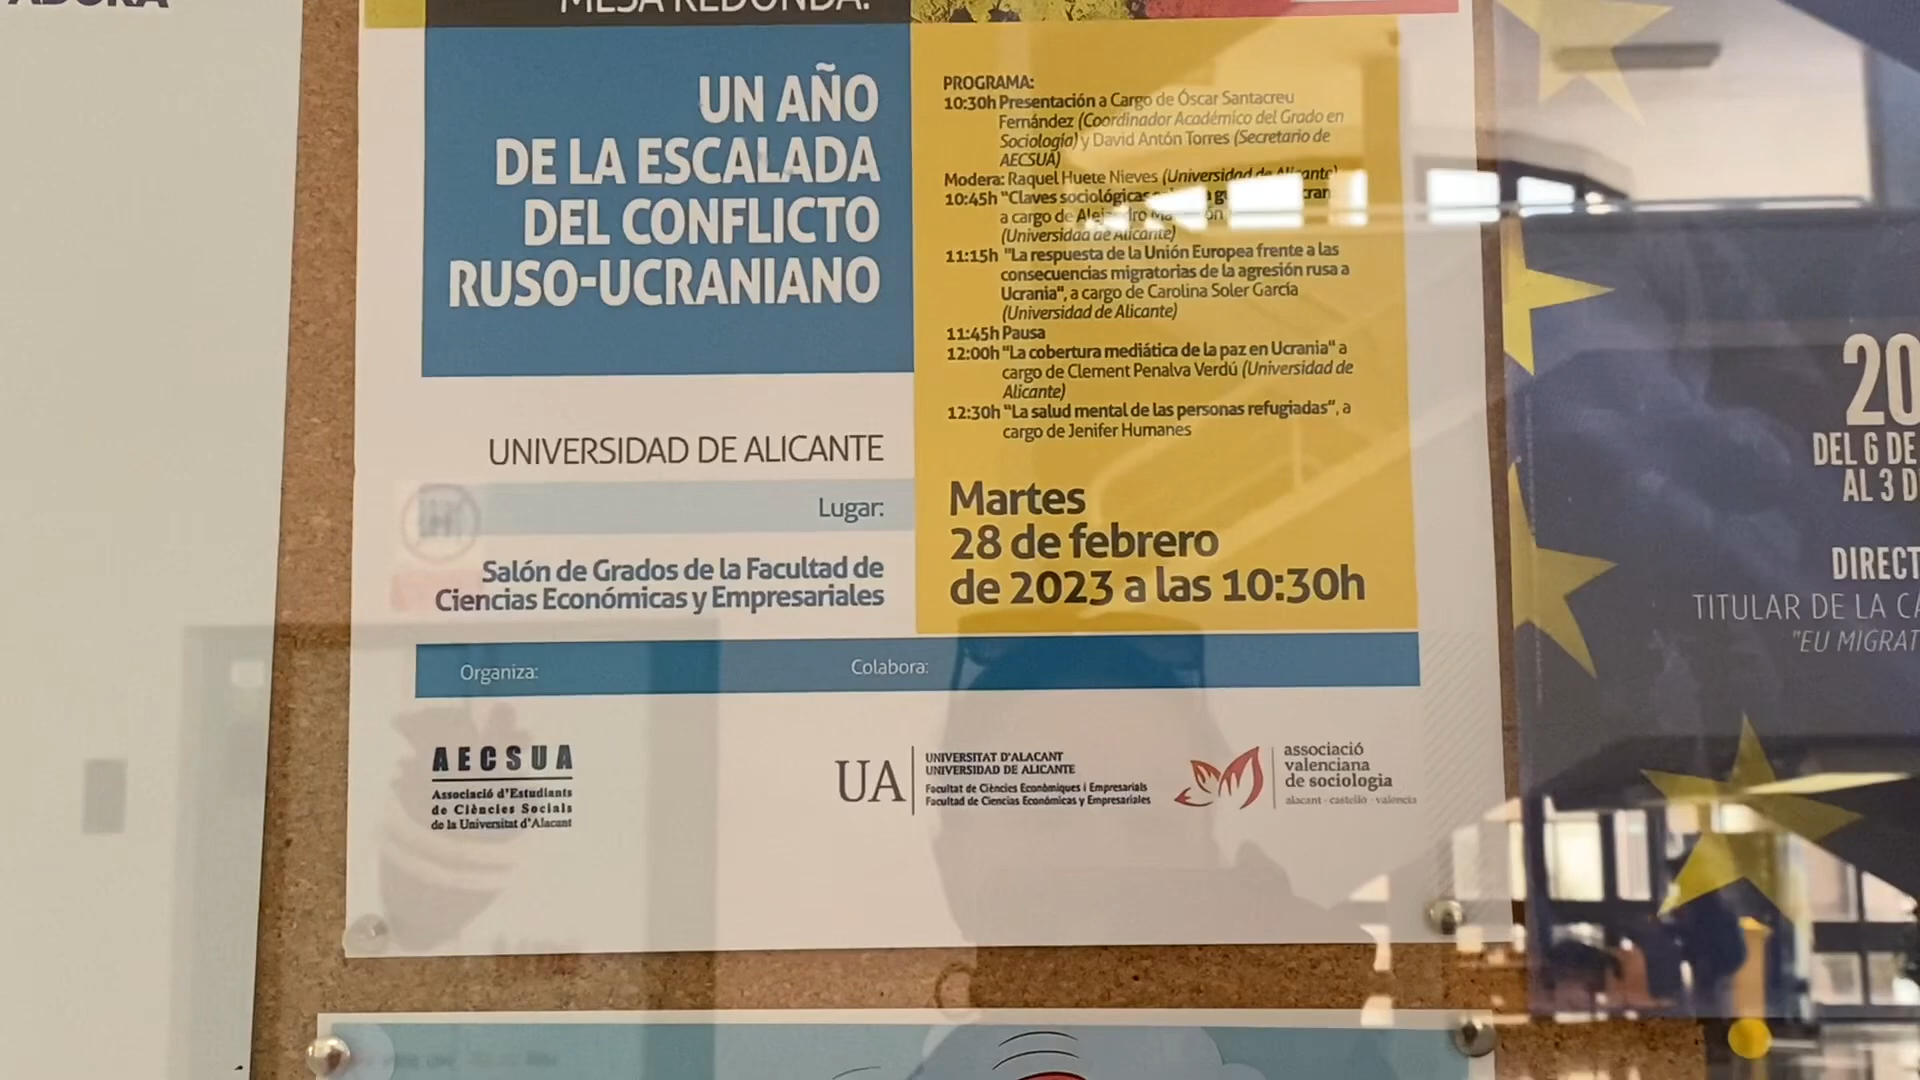 MESA REDONDA:
UN AÑO
DE LA ESCALADA
DEL CONFLICTO
RUSO-UCRANIANO
UNIVERSIDAD DE ALICANTE
Lugar:
Salón de Grados de la Facultad de
Ciencias Económicas y Empresariales
PROGRAMA:
10:30h Presentación a Cargo de Óscar Santacreu
Fernández (Coordinador Académico del Grado en
Sociología) y David Antón Torres (Secretario de
AECSUA)
Modera: Raquel Huete Nieves (Universidad de Alicante)
10:45h "Claves sociológicas
a cargo de Alejandro
(Universidad de Alicante)
11:15h "La respuesta de la Unión Europea frente a las
consecuencias migratorias de la agresión rusa a
Ucrania", a cargo de Carolina Soler García
(Universidad de Alicante)
11:45h Pausa
12:00h "La cobertura mediática de la paz en Ucrania" a
cargo de Clement Penalva Verdú (Universidad de
Alicante)
12:30h "La salud mental de las personas refugiadas", a
cargo de Jenifer Humanes
Martes
28 de febrero
de 2023 a las 10:30h
Organiza:
Colabora:
AECSUA
Associació d'Estudiants
de Ciències Socials
de la Universitat d'Alacant
UA
UNIVERSITAT D'ALACANT
UNIVERSIDAD DE ALICANTE
Facultat de Ciències Econòmiques i Empresarials
Facultad de Ciencias Económicas y Empresariales
associació
valenciana
de sociologia
alacant · castelló · valencia
20
DEL 6 DE
AL 3 D
DIRECT
TITULAR DE LA CÁ
"EU MIGRAT